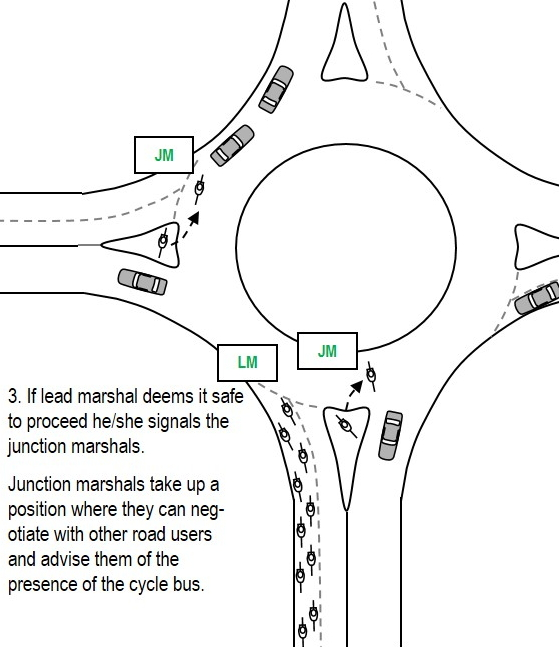 JM
LM
JM
3. If lead marshal deems it safe
to proceed he/she signals the
junction marshals.
Junction marshals take up a
position where they can neg-
otiate with other road users
and advise them of the
presence of the cycle bus.